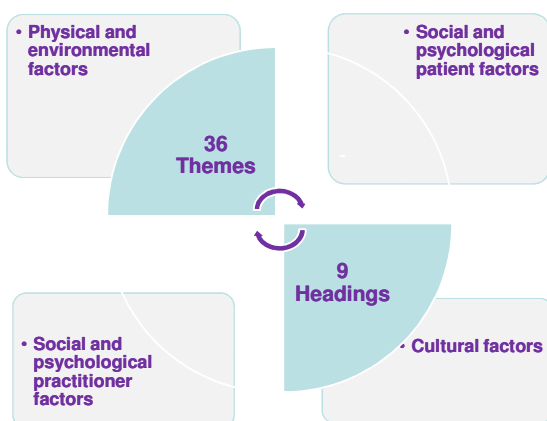 • Physical and
environmental
factors
• Social and
psychological
patient factors
36
Themes
9
Headings
• Social and
psychological
practitioner
factors
• Cultural factors